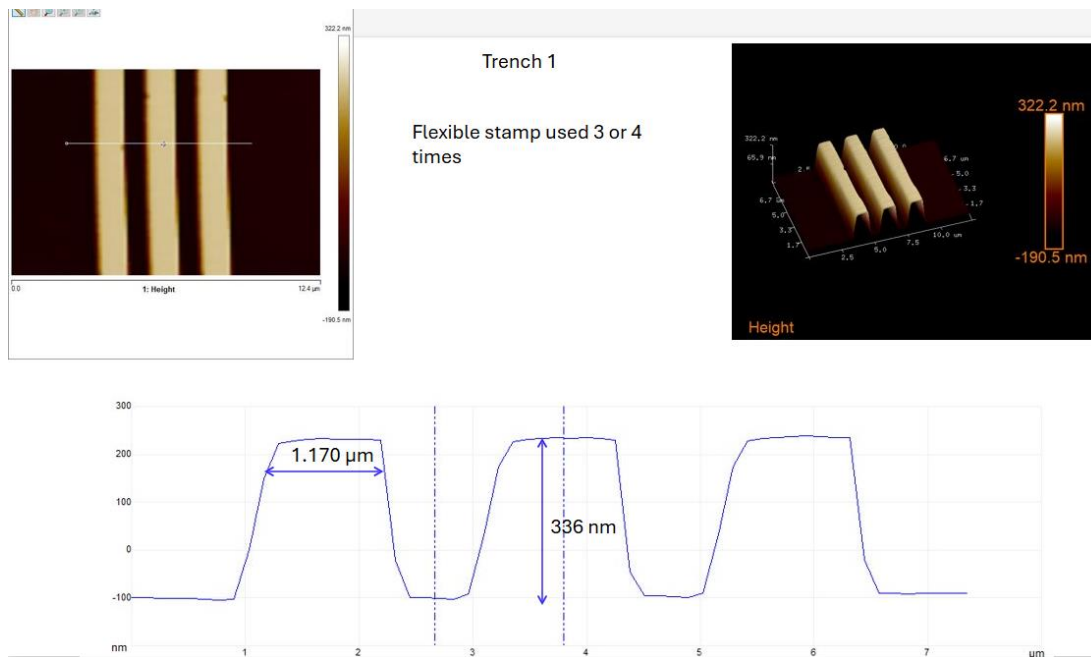 322.2 nm
-190.5 nm
0.0
1: Height
12.4 µm
Trench 1
Flexible stamp used 3 or 4
times
322.2 nm
65.9 nm
6.7 um
5.0
3.3
1.7
2.5
5.0
7.5
10.0 um
6.7 um
5.0
3.3
1.7
322.2 nm
-190.5 nm
Height
300
200
100
0
-100
nm
1.170 µm
336 nm
1
2
3
4
5
6
7
µm